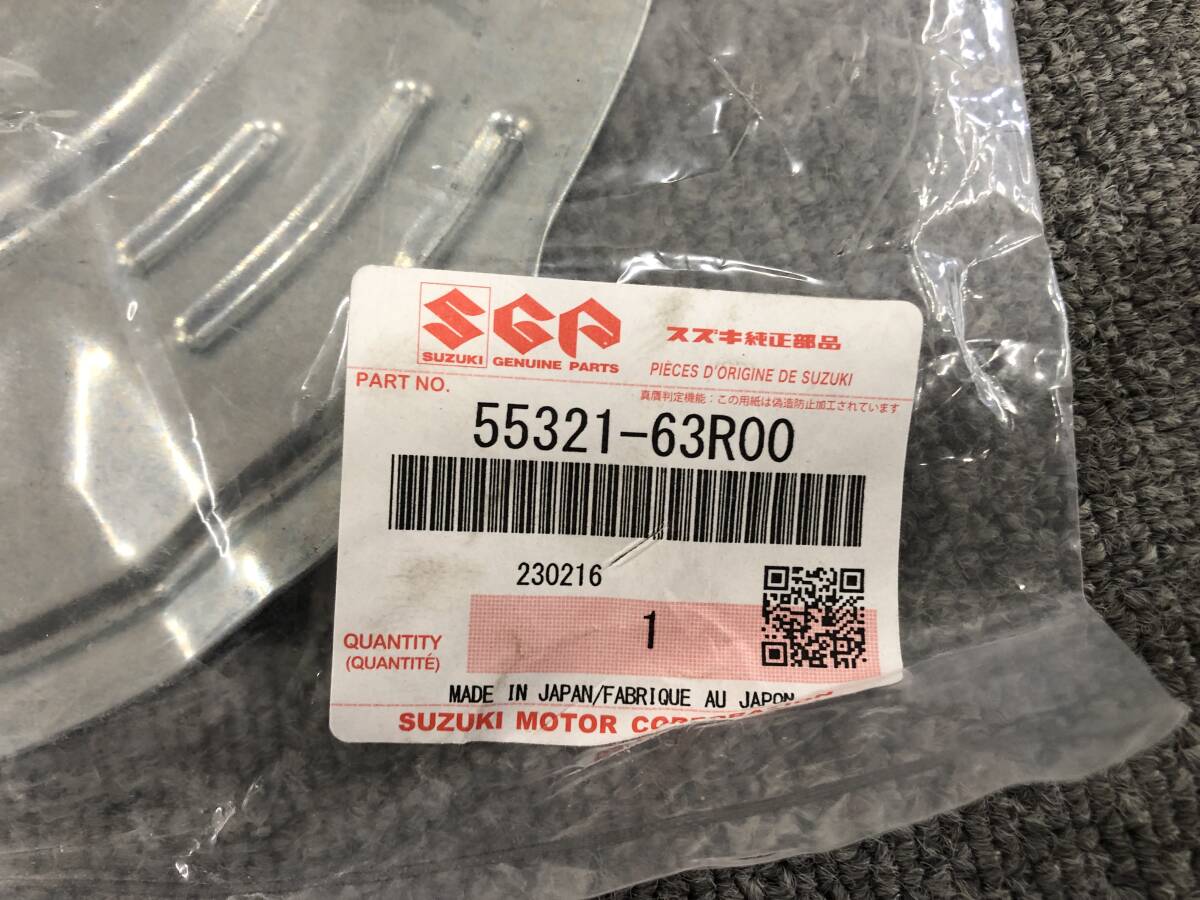 SGP
SUZUKI GENUINE PARTS
スズキ純正部品
PIÈCES D'ORIGINE DE SUZUKI
PART NO.
真贋判定機能:この用紙は偽造防止加工されています
55321-63R00
230216
1
QUANTITY
(QUANTITÉ)
MADE IN JAPAN/FABRIQUE AU JAPON
SUZUKI MOTOR